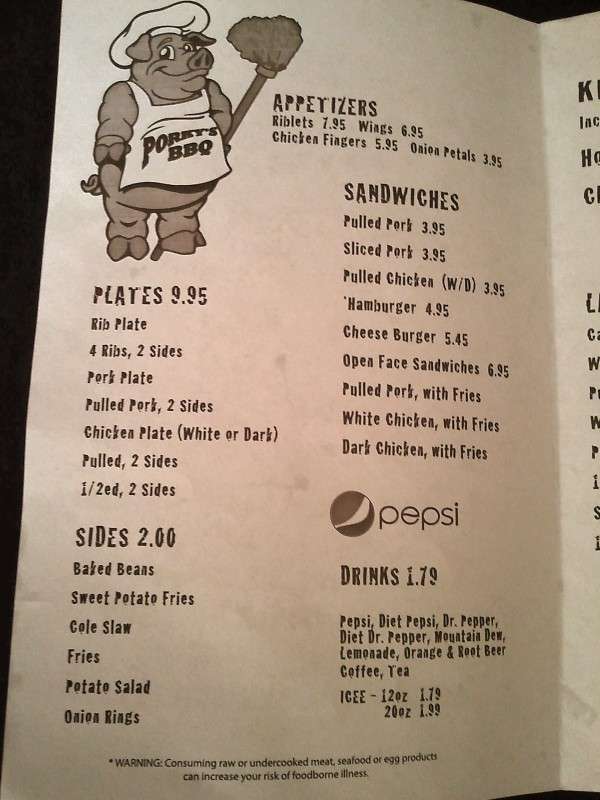 PORKY'S
BBQ
APPETIZERS
Riblets 7.95 Wings 6.95
Chicken Fingers 5.95 Onion Petals 3.95
SANDWICHES
Pulled Pork 3.95
Sliced Pork 3.95
Pulled Chicken (W/D) 3.95
*Hamburger 4.95
Cheese Burger 5.45
Open Face Sandwiches 6.95
Pulled Pork, with Fries
White Chicken, with Fries
Dark Chicken, with Fries
PLATES 9.95
Rib Plate
4 Ribs, 2 Sides
Pork Plate
Pulled Pork, 2 Sides
Chicken Plate (White or Dark)
Pulled, 2 Sides
1/2ed, 2 Sides
SIDES 2.00
Baked Beans
Sweet Potato Fries
Cole Slaw
Fries
Potato Salad
Onion Rings
pepsi
DRINKS 1.79
Pepsi, Diet Pepsi, Dr. Pepper,
Diet Dr. Pepper, Mountain Dew,
Lemonade, Orange & Root Beer
Coffee, Tea
ICEE - 12oz 1.79
20oz 1.99
* WARNING: Consuming raw or undercooked meat, seafood or egg products
can increase your risk of foodborne illness.